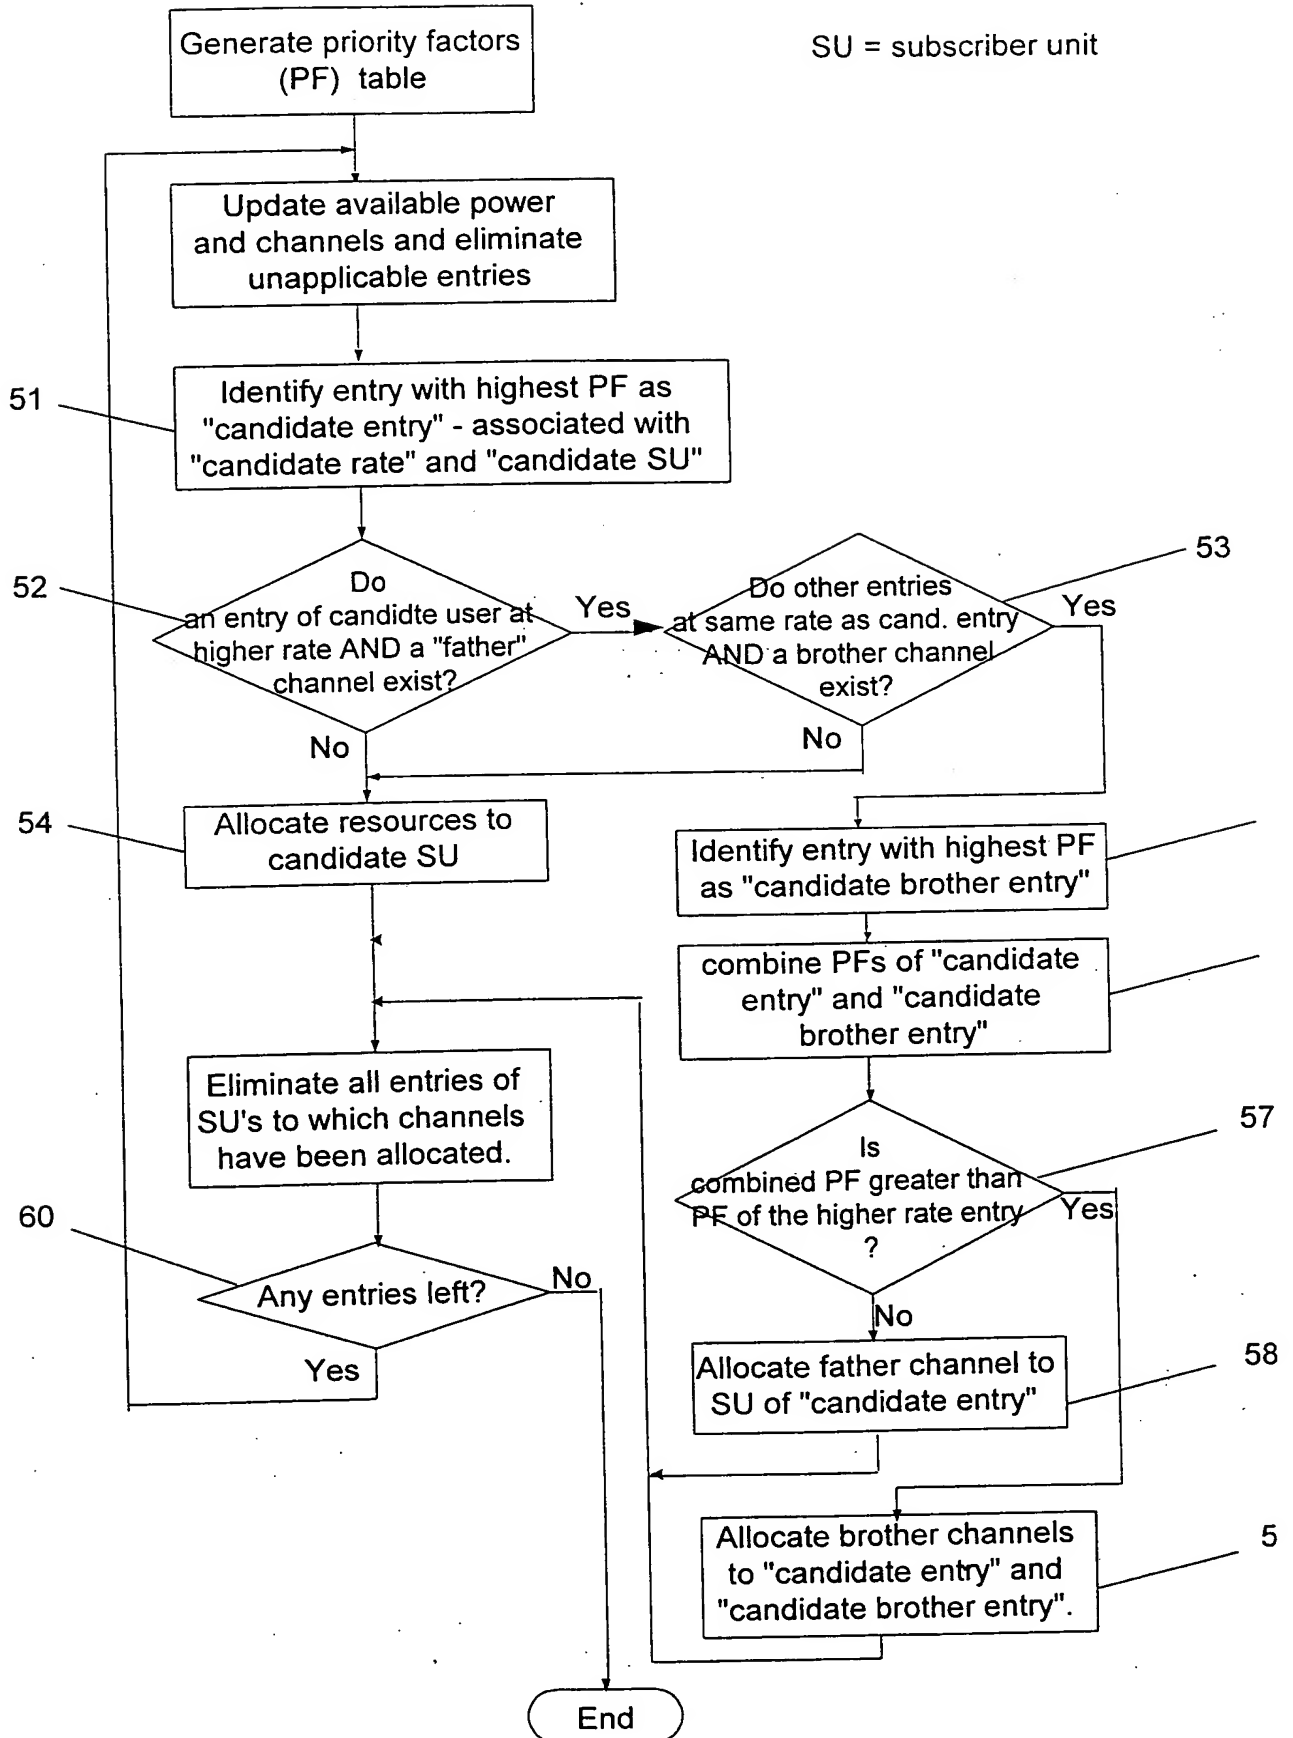 Generate priority factors
(PF) table
SU = subscriber unit
Update available power
and channels and eliminate
unapplicable entries
51
Identify entry with highest PF as
"candidate entry" - associated with
"candidate rate" and "candidate SU"
52
Do
an entry of candidte user at
higher rate AND a "father"
channel exist?
Yes
No
53
Do other entries
at same rate as cand. entry
AND a brother channel
exist?
Yes
No
54
Allocate resources to
candidate SU
Identify entry with highest PF
as "candidate brother entry"
combine PFs of "candidate
entry" and "candidate
brother entry"
Eliminate all entries of
SU's to which channels
have been allocated.
57
Is
combined PF greater than
PF of the higher rate entry
?
Yes
No
60
Any entries left?
No
Yes
58
Allocate father channel to
SU of "candidate entry"
5
Allocate brother channels
to "candidate entry" and
"candidate brother entry".
End